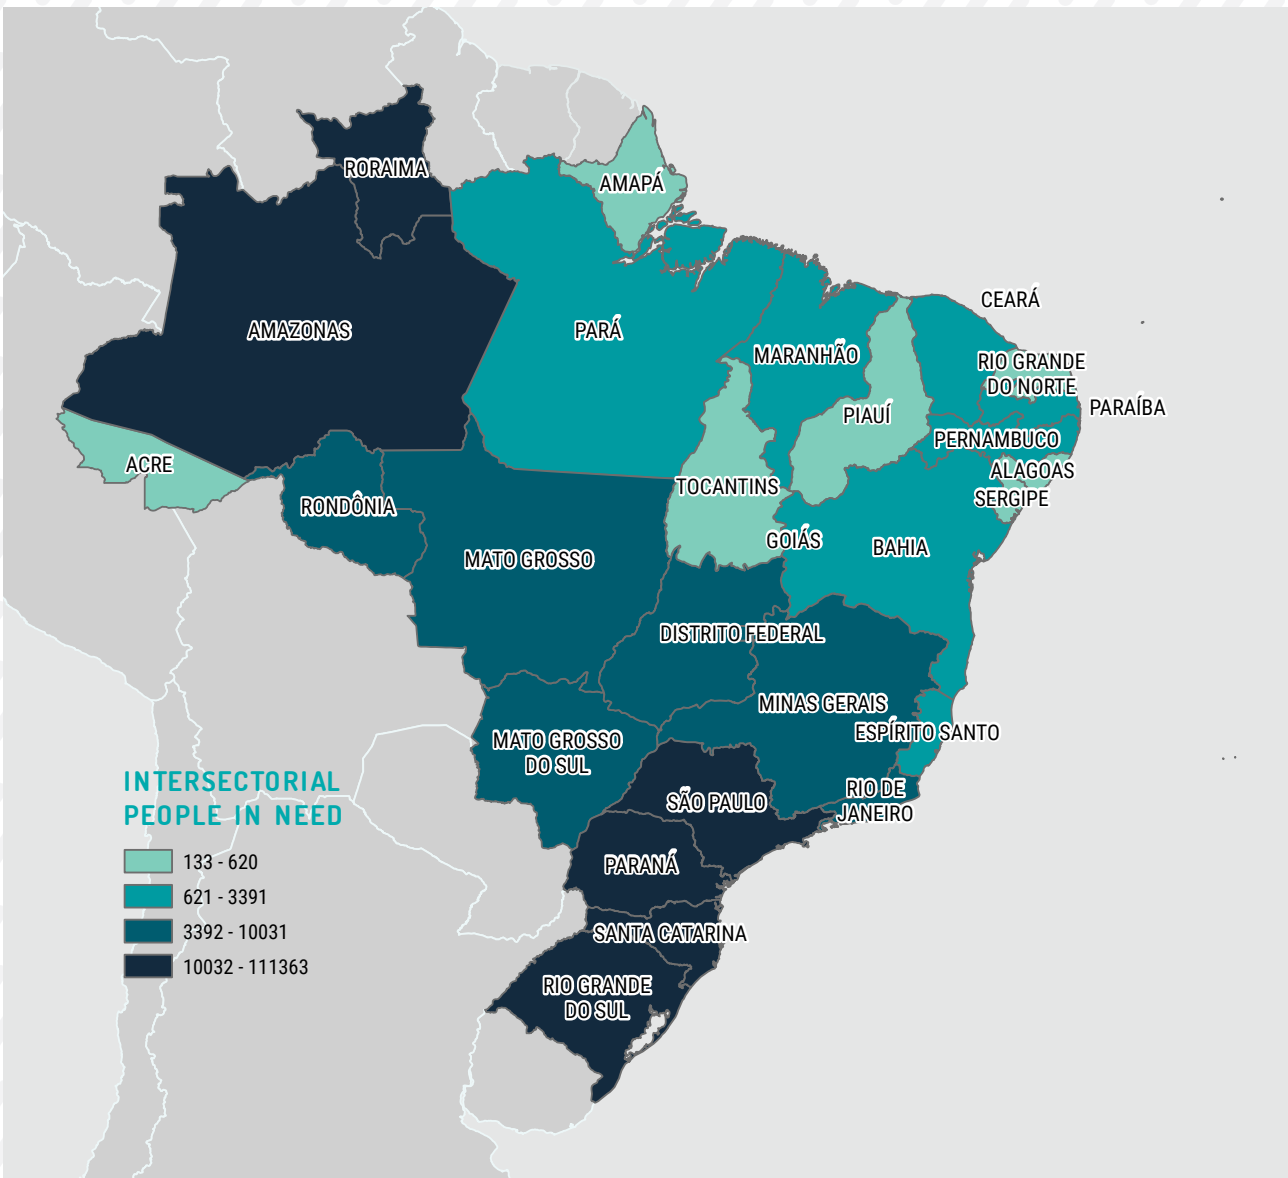 RORAIMA
AMAPÁ
CEARÁ
AMAZONAS
PARÁ
MARANHÃO
RIO GRANDE
DO NORTE
PARAÍBA
PIAUÍ
PERNAMBUCO
ACRE
ALAGOAS
TOCANTINS
SERGIPE
RONDÔNIA
GOIÁS
BAHIA
MATO GROSSO
DISTRITO FEDERAL
MINAS GERAIS
ESPÍRITO SANTO
MATO GROSSO
DO SUL
RIO DE
JANEIRO
SÃO PAULO
PARANÁ
SANTA CATARINA
RIO GRANDE
DO SUL
INTERSECTORIAL
PEOPLE IN NEED
133 - 620
621 - 3391
3392 - 10031
10032 - 111363